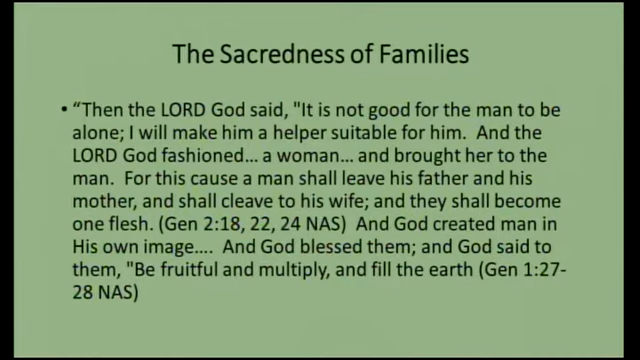 The Sacredness of Families
• “Then the LORD God said, "It is not good for the man to be
alone; I will make him a helper suitable for him.  And the
LORD God fashioned… a woman… and brought her to the
man.  For this cause a man shall leave his father and his
mother, and shall cleave to his wife; and they shall become
one flesh. (Gen 2:18, 22, 24 NAS)  And God created man in
His own image….  And God blessed them; and God said to
them, "Be fruitful and multiply, and fill the earth (Gen 1:27-
28 NAS)